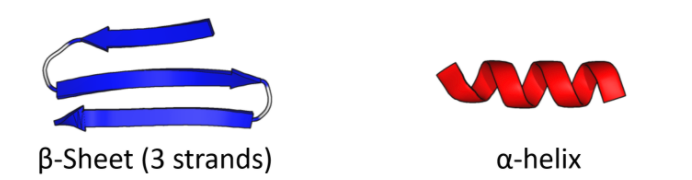 β-Sheet (3 strands)
α-helix